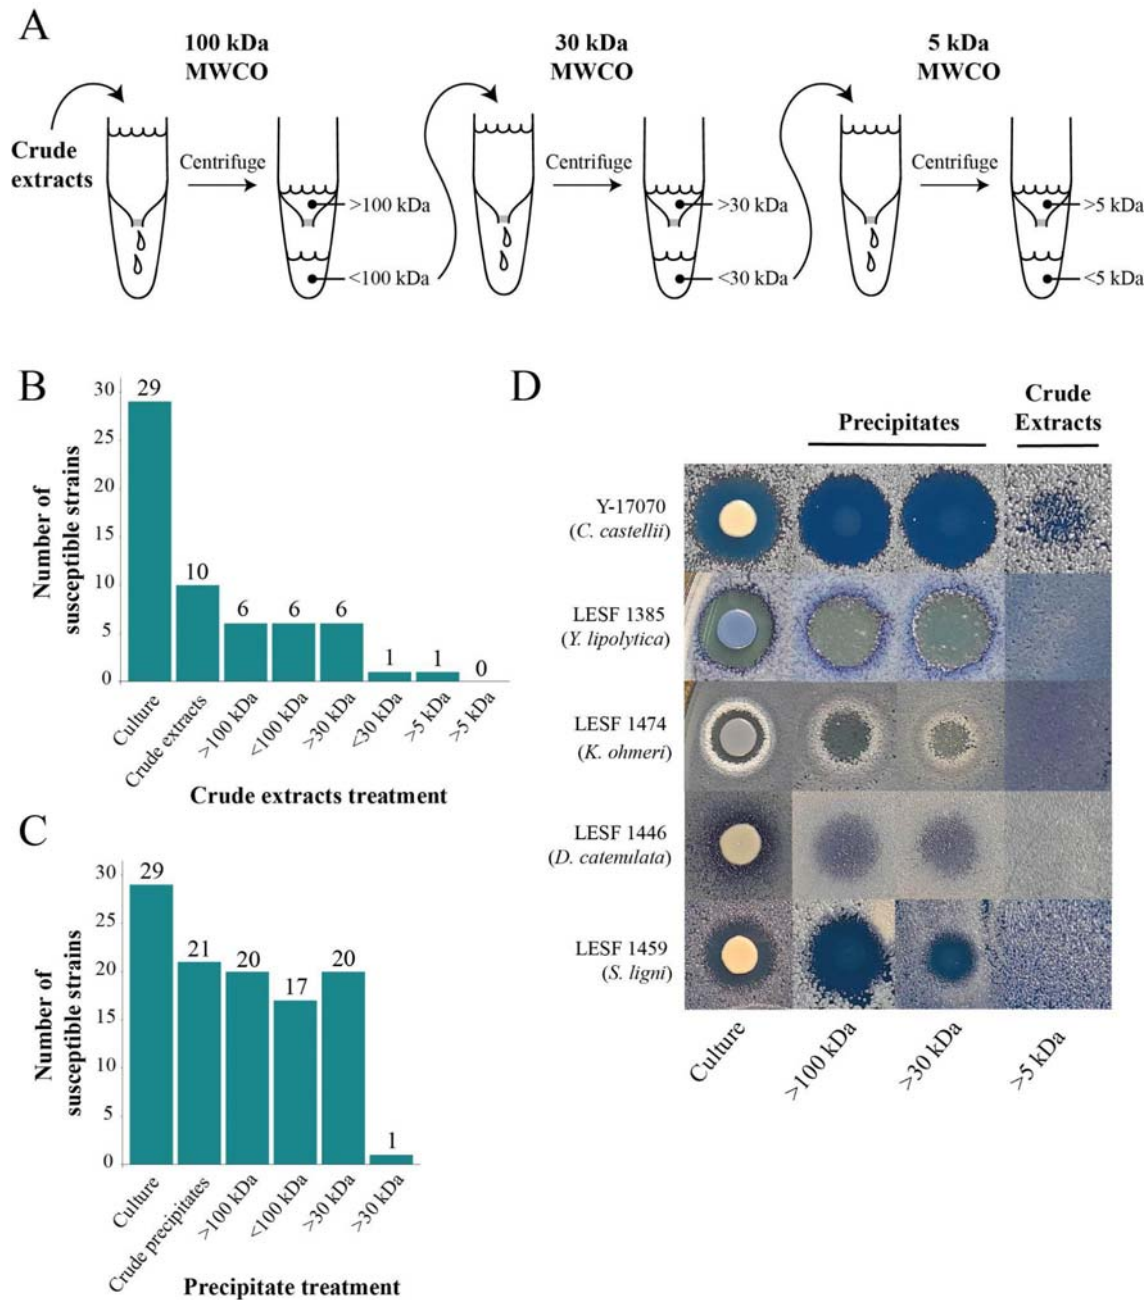 A
100 kDa
MWCO
30 kDa
MWCO
5 kDa
MWCO
Crude
extracts
Centrifuge
>100 kDa
<100 kDa
Centrifuge
>30 kDa
<30 kDa
Centrifuge
>5 kDa
<5 kDa
B
Number of
susceptible strains
30
25
20
15
10
5
0
29
10
6
6
6
1
1
0
Culture
Crude extracts
>100 kDa
<100 kDa
>30 kDa
<30 kDa
>5 kDa
>5 kDa
Crude extracts treatment
C
Number of
susceptible strains
30
25
20
15
10
5
0
29
21
20
17
20
1
Culture
Crude precipitates
>100 kDa
<100 kDa
>30 kDa
>30 kDa
Precipitate treatment
D
Precipitates
Crude
Extracts
Y-17070
(C. castellii)
LESF 1385
(Y. lipolytica)
LESF 1474
(K. ohmeri)
LESF 1446
(D. catenulata)
LESF 1459
(S. ligni)
Culture
>100 kDa
>30 kDa
>5 kDa